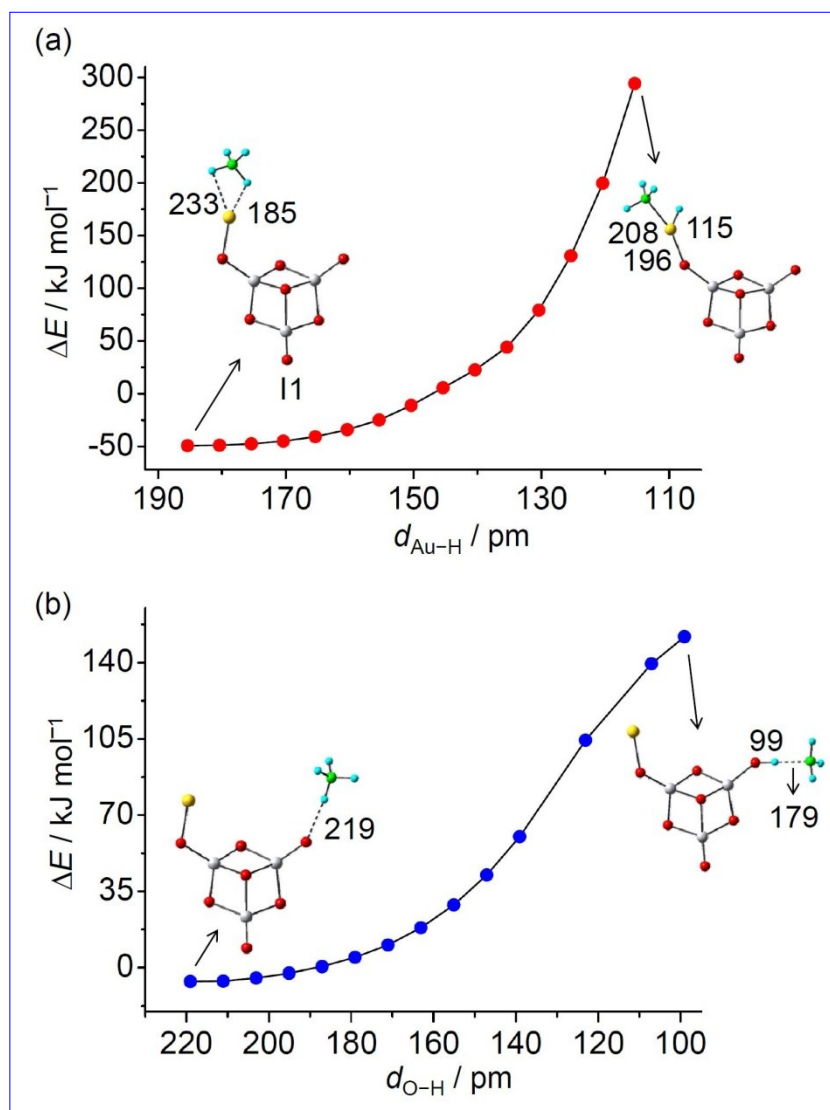 (a)
300
250
200
150
100
50
0
-50
ΔE / kJ mol⁻¹
233 185
I1
208 115
196
190 170 150 130 110
d_Au−H / pm
(b)
140
105
70
35
0
ΔE / kJ mol⁻¹
219
99
179
220 200 180 160 140 120 100
d_O−H / pm